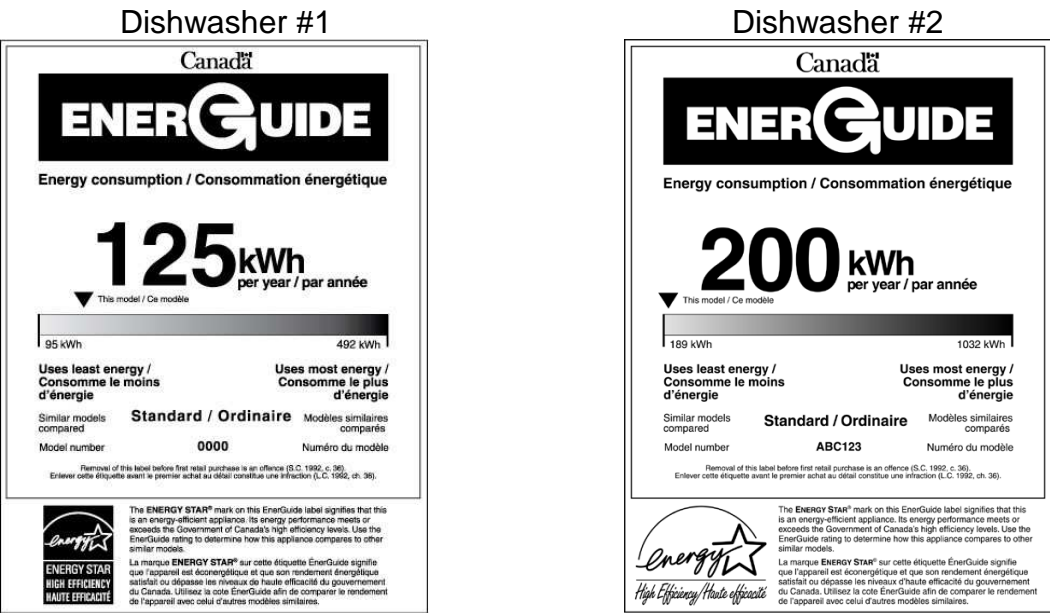 Dishwasher #1
Canada
ENERGUIDE
Energy consumption / Consommation énergétique
125 kWh
per year / par année
This model / Ce modèle
95 kWh 492 kWh
Uses least energy / Uses most energy /
Consomme le moins Consomme le plus
d'énergie d'énergie
Similar models Standard / Ordinaire Modèles similaires
compared comparés
Model number 0000 Numéro du modèle
Removal of this label before first retail purchase is an offence (S.C. 1992, c. 36).
Enlever cette étiquette avant le premier achat au détail constitue une infraction (L.C. 1992, ch. 36).
energy
ENERGY STAR
HIGH EFFICIENCY
HAUTE EFFICACITÉ
The ENERGY STAR® mark on this EnerGuide label signifies that this
is an energy-efficient appliance. Its energy performance meets or
exceeds the Government of Canada's high efficiency levels. Use the
EnerGuide rating to determine how this appliance compares to other
similar models.
La marque ENERGY STAR® sur cette étiquette ÉnerGuide signifie
que l'appareil est éconergétique et que son rendement énergétique
satisfait ou dépasse les niveaux de haute efficacité du gouvernement
du Canada. Utilisez la cote ÉnerGuide afin de comparer le rendement
de l'appareil avec celui d'autres modèles similaires.
Dishwasher #2
Canada
ENERGUIDE
Energy consumption / Consommation énergétique
200 kWh
per year / par année
This model / Ce modèle
189 kWh 1032 kWh
Uses least energy / Uses most energy /
Consomme le moins Consomme le plus
d'énergie d'énergie
Similar models Standard / Ordinaire Modèles similaires
compared comparés
Model number ABC123 Numéro du modèle
Removal of this label before first retail purchase is an offence (S.C. 1992, c. 36).
Enlever cette étiquette avant le premier achat au détail constitue une infraction (L.C. 1992, ch. 36).
energy
High Efficiency/Haute efficacité
The ENERGY STAR® mark on this EnerGuide label signifies that this
is an energy-efficient appliance. Its energy performance meets or
exceeds the Government of Canada's high efficiency levels. Use the
EnerGuide rating to determine how this appliance compares to other
similar models.
La marque ENERGY STAR® sur cette étiquette ÉnerGuide signifie
que l'appareil est éconergétique et que son rendement énergétique
satisfait ou dépasse les niveaux d'haute efficacité du gouvernement
du Canada. Utilisez la cote ÉnerGuide afin de comparer le rendement
de l'appareil avec celui d'autres modèles similaires.